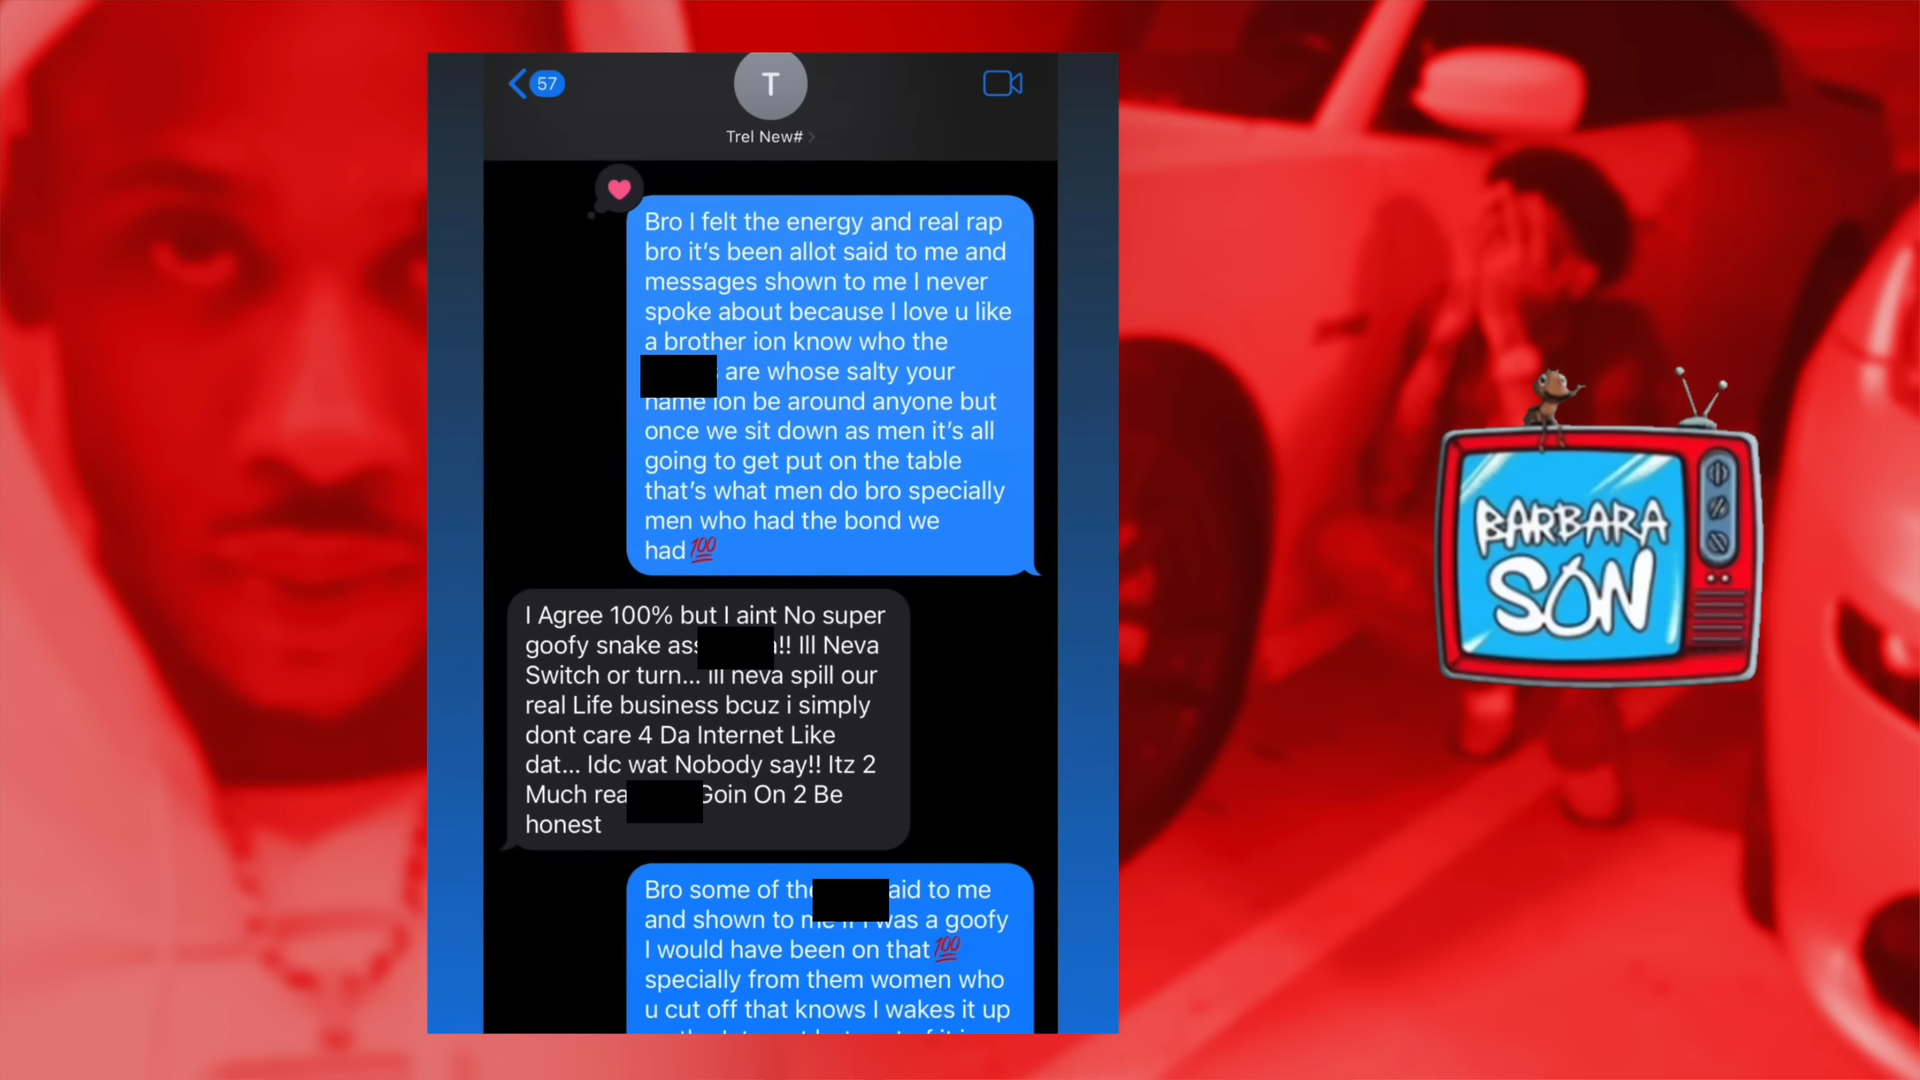 57
T
Trel New#
Bro I felt the energy and real rap
bro it’s been allot said to me and
messages shown to me I never
spoke about because I love u like
a brother ion know who the
are whose salty your
name ion be around anyone but
once we sit down as men it’s all
going to get put on the table
that’s what men do bro specially
men who had the bond we
had💯
I Agree 100% but I aint No super
goofy snake ass !! Ill Neva
Switch or turn... Ill neva spill our
real Life business bcuz i simply
dont care 4 Da Internet Like
dat... Idc wat Nobody say!! Itz 2
Much Goin On 2 Be
honest
Bro some of the to me
and shown to me if I was a goofy
I would have been on that💯
specially from them women who
u cut off that knows I wakes it up
BARBARA
SON